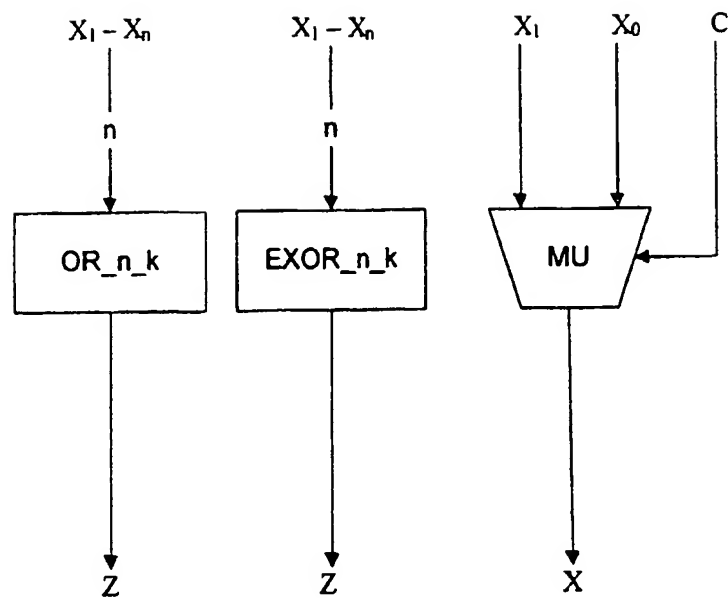 X₁ – Xₙ
X₁ – Xₙ
X₁
X₀
C
n
n
OR_n_k
EXOR_n_k
MU
Z
Z
X